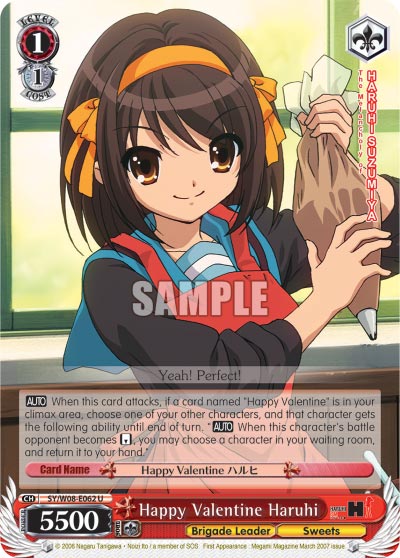 LEVEL
1
1
COST
The Melancholy of
HARUHI SUZUMIYA
SAMPLE
Yeah! Perfect!
AUTO When this card attacks, if a card named "Happy Valentine" is in your
climax area, choose one of your other characters, and that character gets
the following ability until end of turn. "AUTO When this character's battle
opponent becomes , you may choose a character in your waiting room,
and return it to your hand."
Card Name Happy Valentine ハルヒ
CH SY/W08-E062 U
5500 Happy Valentine Haruhi H
Brigade Leader Sweets
© 2006 Nagaru Tanigawa・Noizi Ito / a member of SOS First Appearance : Megami Magazine March 2007 issue